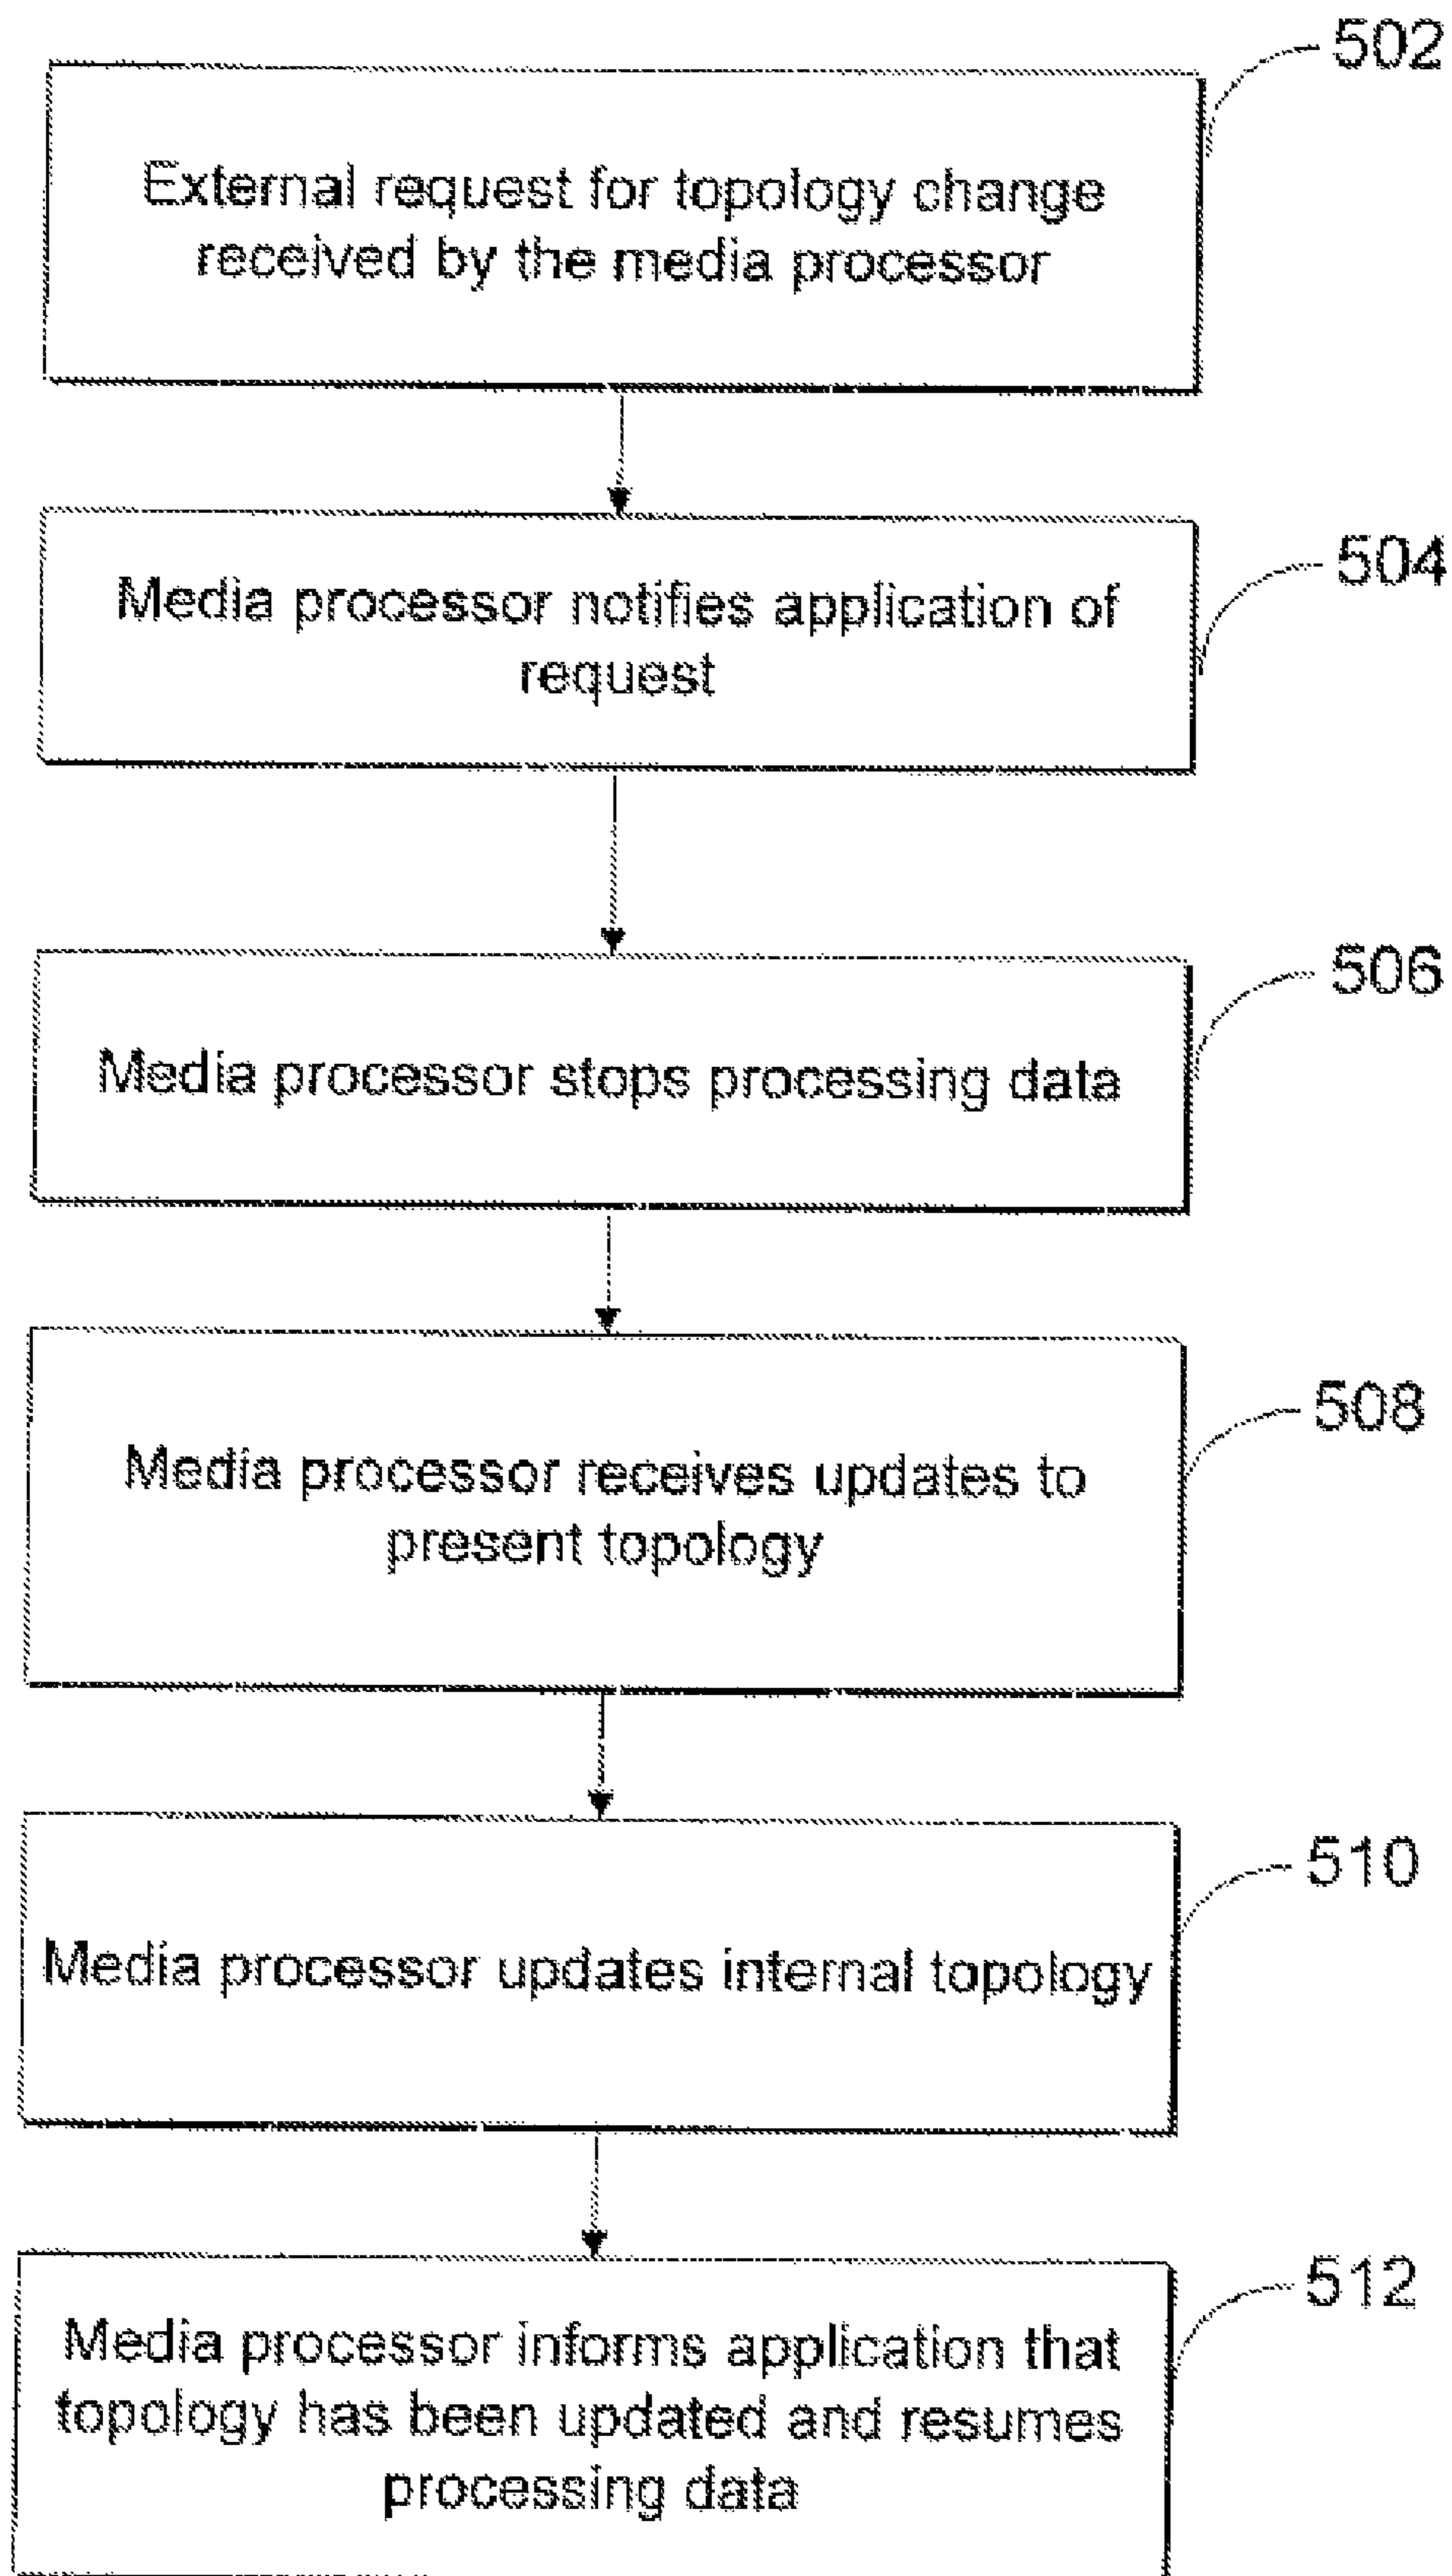 502
External request for topology change
received by the media processor
504
Media processor notifies application of
request
506
Media processor stops processing data
508
Media processor receives updates to
present topology
510
Media processor updates internal topology
512
Media processor informs application that
topology has been updated and resumes
processing data